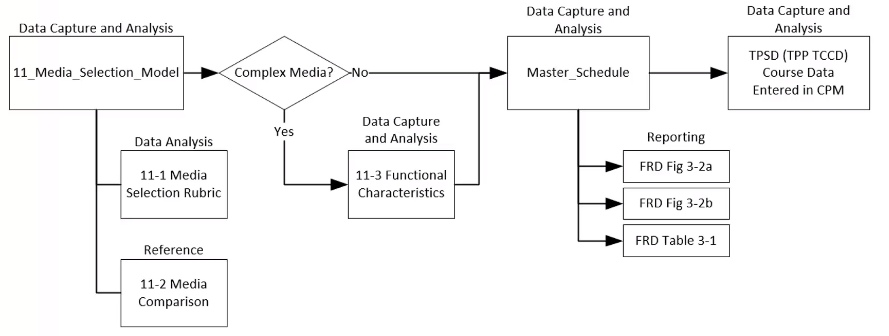 Data Capture and Analysis
11_Media_Selection_Model
Complex Media?
No
Yes
Data Analysis
11-1 Media
Selection Rubric
Reference
11-2 Media
Comparison
Data Capture
and Analysis
11-3 Functional
Characteristics
Data Capture and
Analysis
Master_Schedule
Reporting
FRD Fig 3-2a
FRD Fig 3-2b
FRD Table 3-1
Data Capture and
Analysis
TPSD (TPP TCCD)
Course Data
Entered in CPM